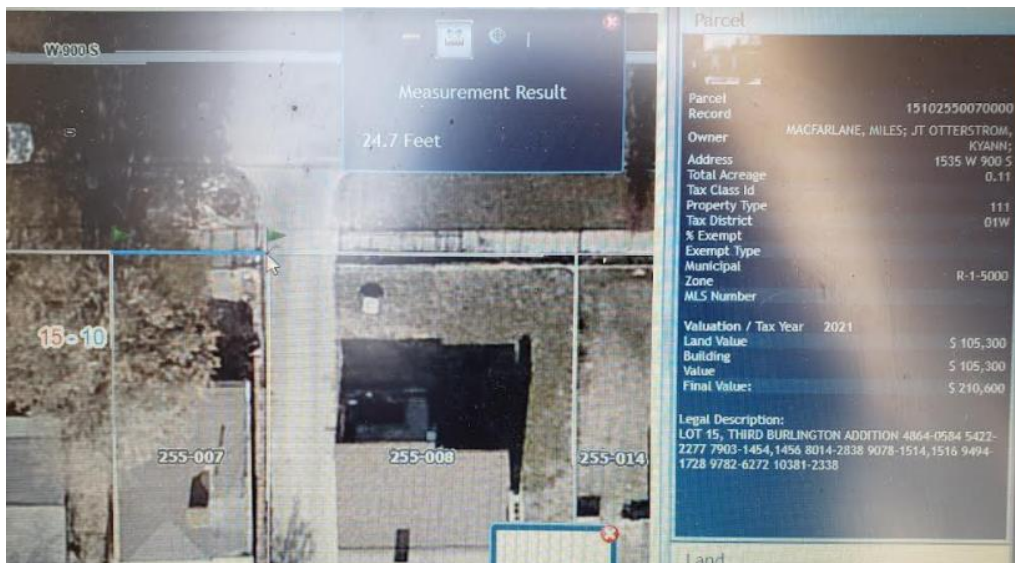 W 900 S
Measurement Result
24.7 Feet
15-10
255-007
255-008
255-014
Parcel
Parcel
Record 15102550070000
Owner MACFARLANE, MILES; JT OTTERSTROM,
KYANN;
Address 1535 W 900 S
Total Acreage 0.11
Tax Class Id
Property Type 111
Tax District 01W
% Exempt
Exempt Type
Municipal
Zone R-1-5000
MLS Number
Valuation / Tax Year 2021
Land Value $ 105,300
Building
Value $ 105,300
Final Value: $ 210,600
Legal Description:
LOT 15, THIRD BURLINGTON ADDITION 4864-0584 5422-
2277 7903-1454,1456 8014-2838 9078-1514,1516 9494-
1728 9782-6272 10381-2338
Land